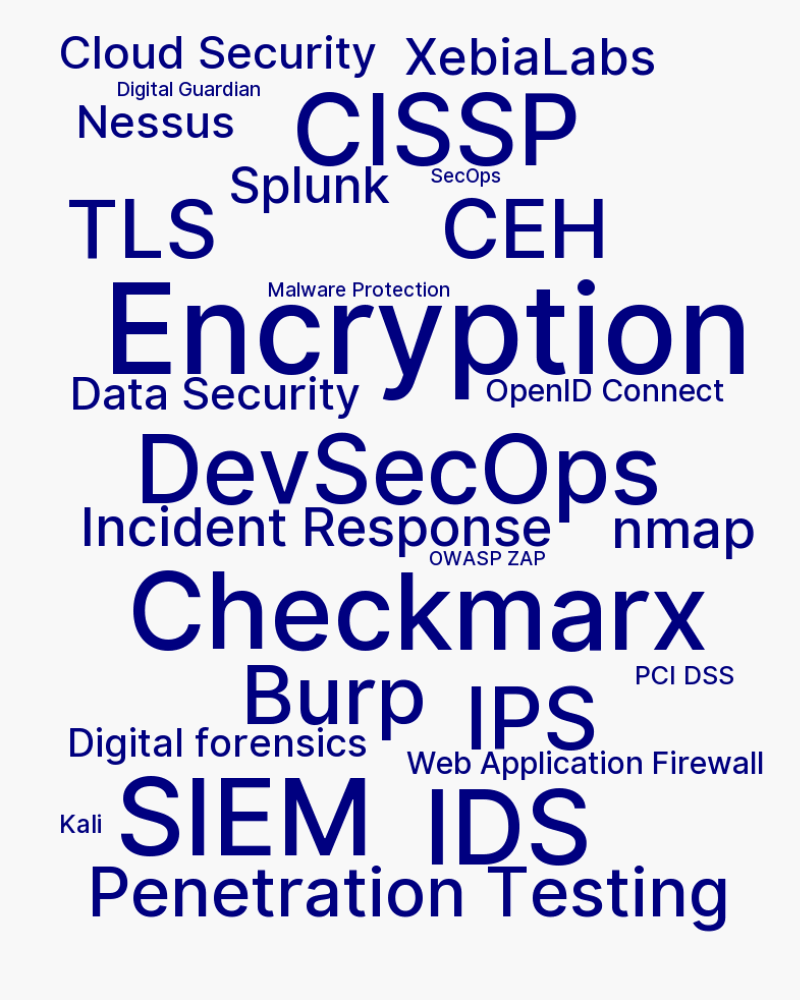 Cloud Security
XebiaLabs
Digital Guardian
Nessus
CISSP
Splunk
SecOps
TLS
CEH
Malware Protection
Encryption
Data Security
OpenID Connect
DevSecOps
Incident Response
nmap
OWASP ZAP
Checkmarx
Burp
PCI DSS
IPS
Digital forensics
Web Application Firewall
Kali
SIEM
IDS
Penetration Testing